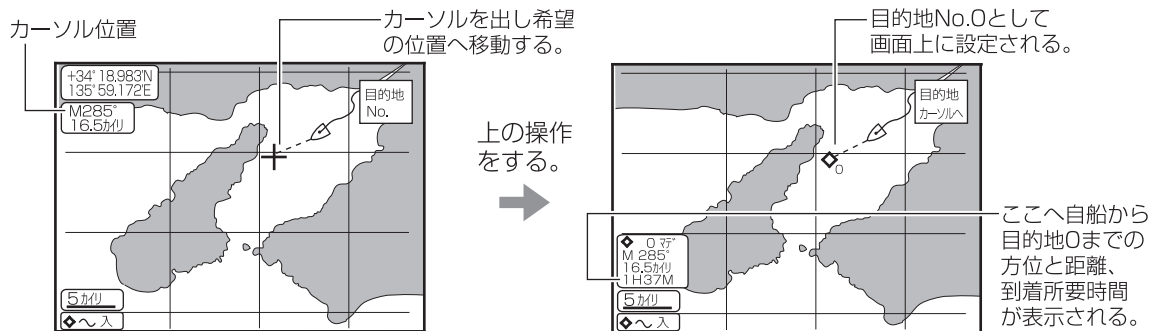 カーソル位置
カーソルを出し希望
の位置へ移動する。
+34°18.983'N
135°59.172'E
M285°
16.5ｶｲﾘ
目的地
No.
5ｶｲﾘ
◆～入
上の操作
をする。
目的地No.0として
画面上に設定される。
目的地
ｶｰｿﾙへ
0
◆ 0 ﾏﾃﾞ
M 285°
16.5ｶｲﾘ
1H37M
5ｶｲﾘ
◆～入
ここへ自船から
目的地0までの
方位と距離、
到着所要時間
が表示される。